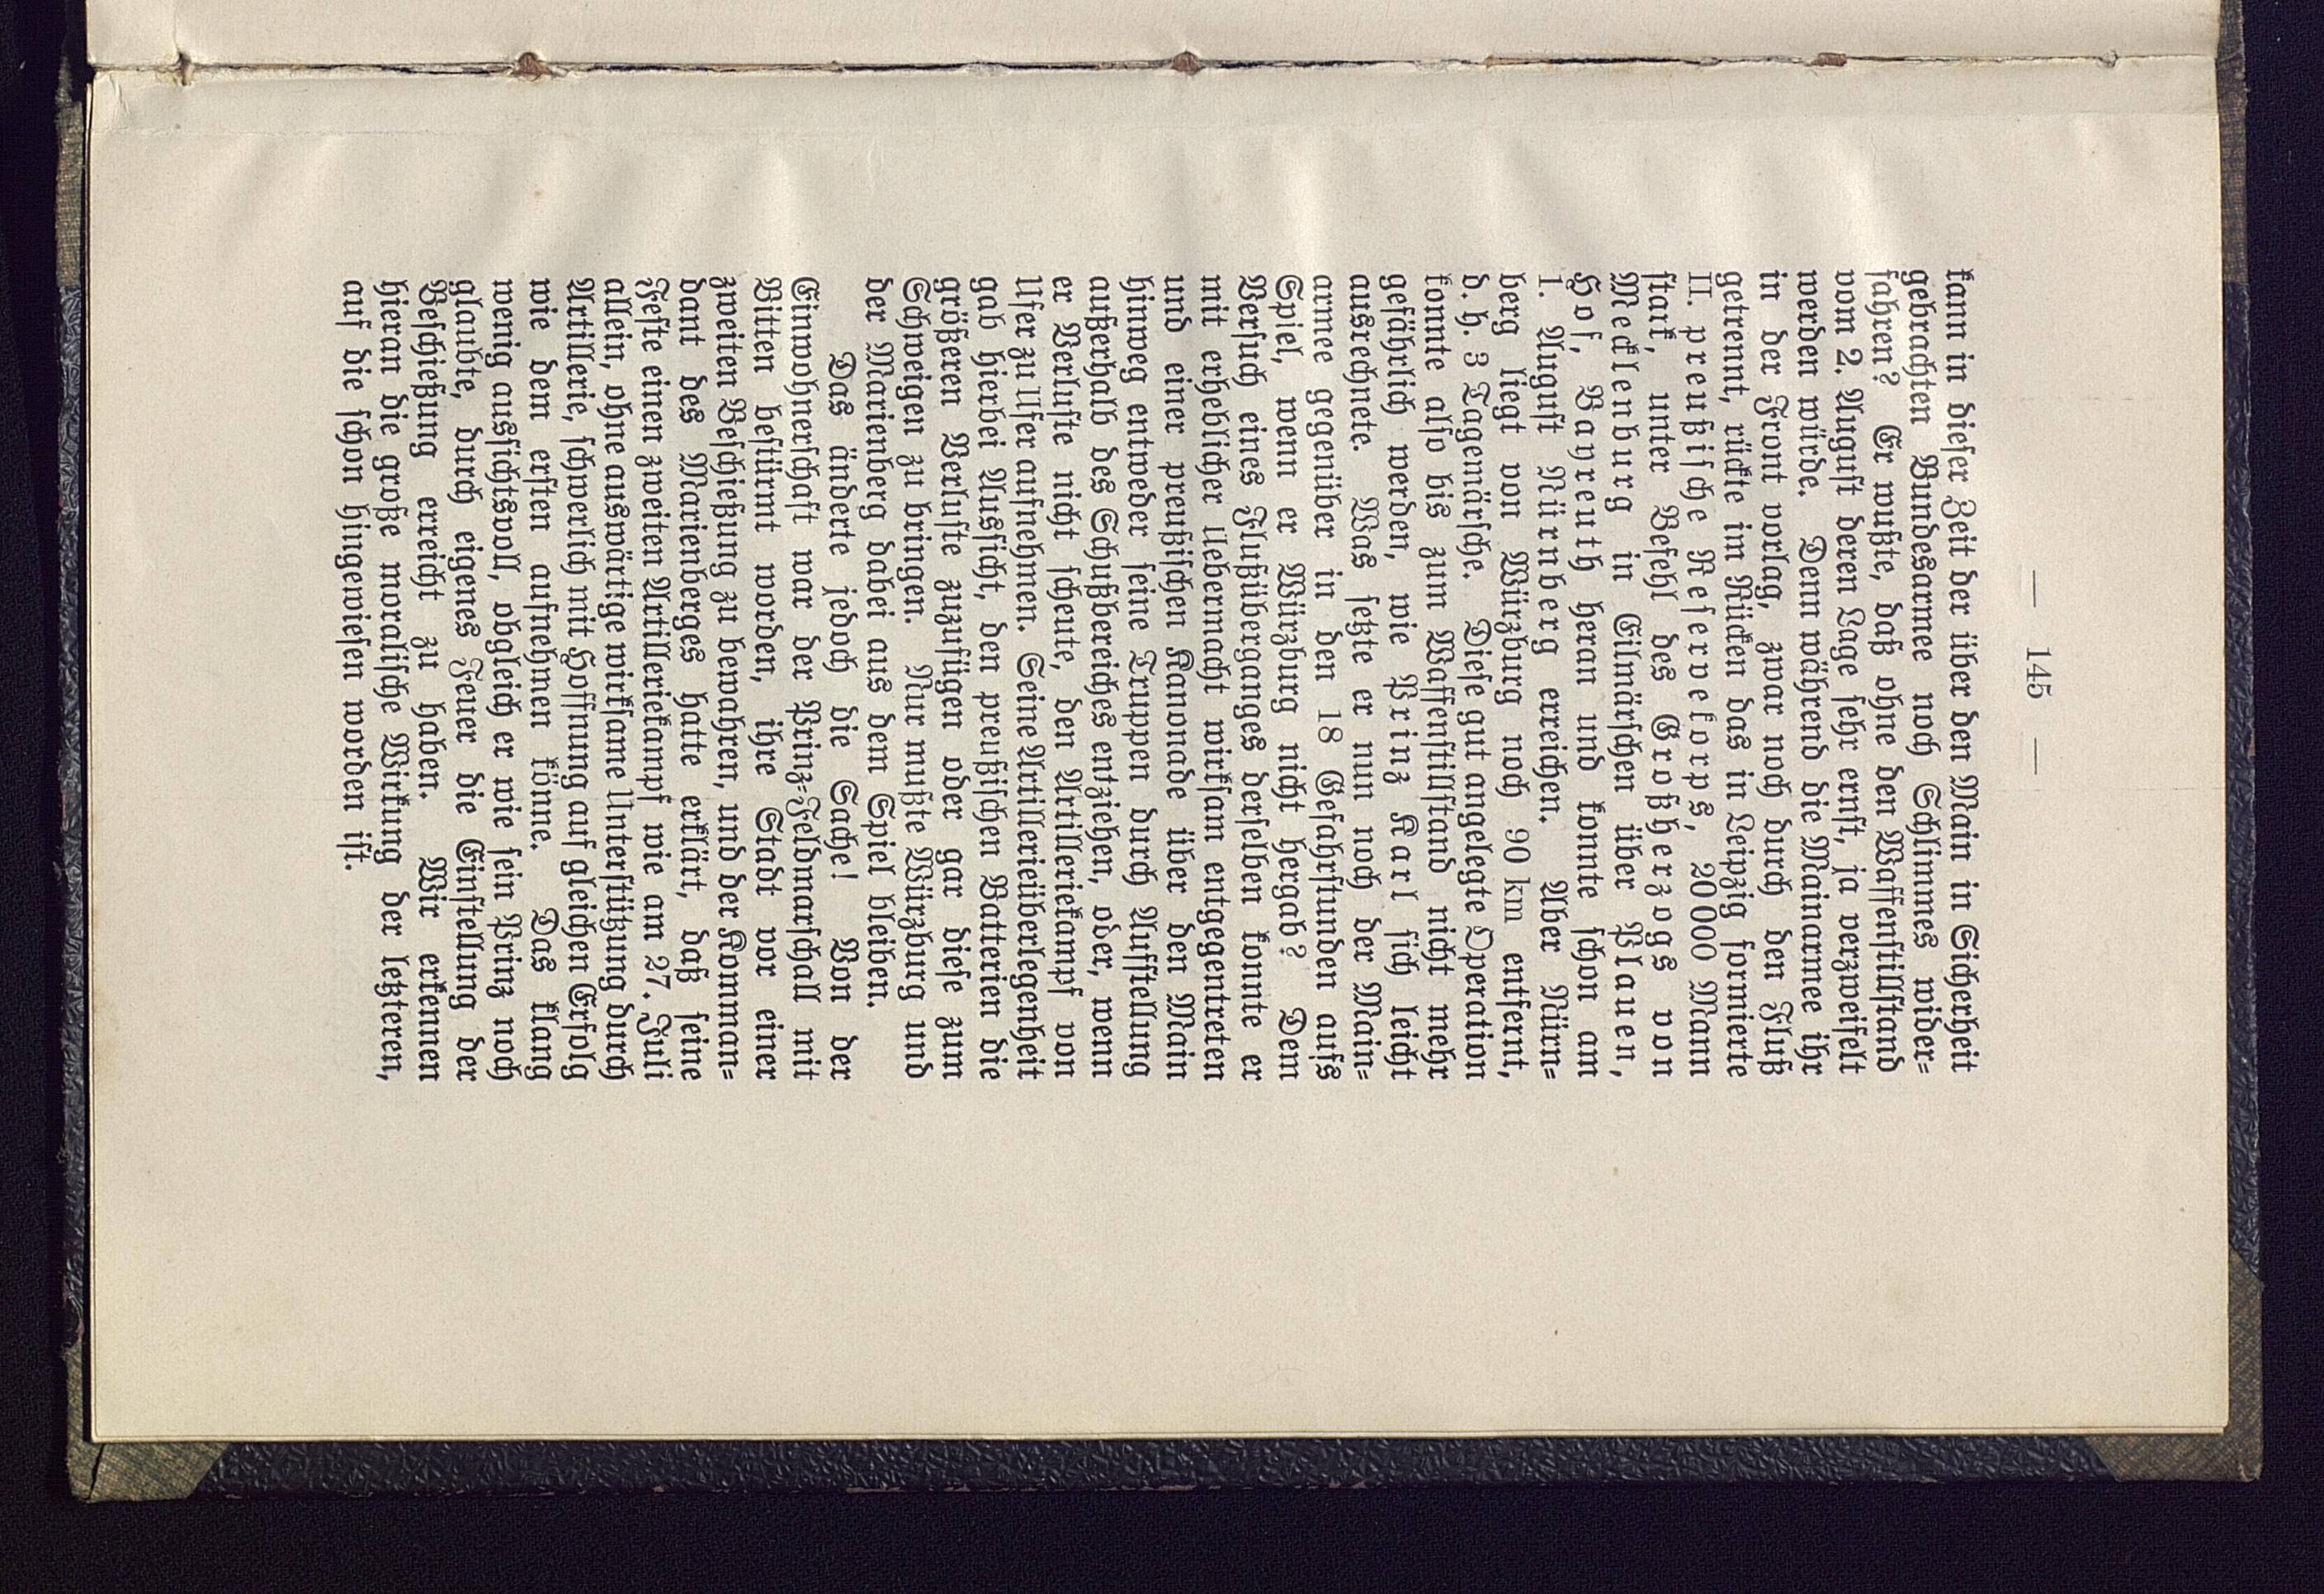 — 145 —
kann in dieser Zeit der über den Main in Sicherheit
gebrachten Bundesarmee noch Schlimmes wider-
fahren? Er wußte, daß ohne den Waffenstillstand
vom 2. August deren Lage sehr ernst, ja verzweifelt
werden würde. Denn während die Mainarmee ihr
in der Front vorlag, zwar noch durch den Fluß
getrennt, rückte im Rücken das in Leipzig formierte
II. preußische Reservekorps, 20 000 Mann
stark, unter Befehl des Großherzogs von
Mecklenburg in Eilmärschen über Plauen,
Hof, Bayreuth heran und konnte schon am
1. August Nürnberg erreichen. Aber Nürn-
berg liegt von Würzburg noch 90 km entfernt,
d. h. 3 Tagemärsche. Diese gut angelegte Operation
konnte also bis zum Waffenstillstand nicht mehr
gefährlich werden, wie Prinz Karl sich leicht
ausrechnete. Was setzte er nun noch der Main-
armee gegenüber in den 18 Gefahrstunden aufs
Spiel, wenn er Würzburg nicht hergab? Dem
Versuch eines Flußüberganges derselben konnte er
mit erheblicher Uebermacht wirksam entgegentreten
und einer preußischen Kanonade über den Main
hinweg entweder seine Truppen durch Aufstellung
außerhalb des Schußbereiches entziehen, oder, wenn
er Verluste nicht scheute, den Artilleriekampf von
Ufer zu Ufer aufnehmen. Seine Artillerieüberlegenheit
gab hierbei Aussicht, den preußischen Batterien die
größeren Verluste zuzufügen oder gar diese zum
Schweigen zu bringen. Nur mußte Würzburg und
der Marienberg dabei aus dem Spiel bleiben.
Das änderte jedoch die Sache! Von der
Einwohnerschaft war der Prinz-Feldmarschall mit
Bitten bestürmt worden, ihre Stadt vor einer
zweiten Beschießung zu bewahren, und der Komman-
dant des Marienberges hatte erklärt, daß seine
Feste einen zweiten Artilleriekampf wie am 27. Juli
allein, ohne auswärtige wirksame Unterstützung durch
Artillerie, schwerlich mit Hoffnung auf gleichen Erfolg
wie dem ersten aufnehmen könne. Das klang
wenig aussichtsvoll, obgleich er wie sein Prinz noch
glaubte, durch eigenes Feuer die Einstellung der
Beschießung erreicht zu haben. Wir erkennen
hieran die große moralische Wirkung der letzteren,
auf die schon hingewiesen worden ist.